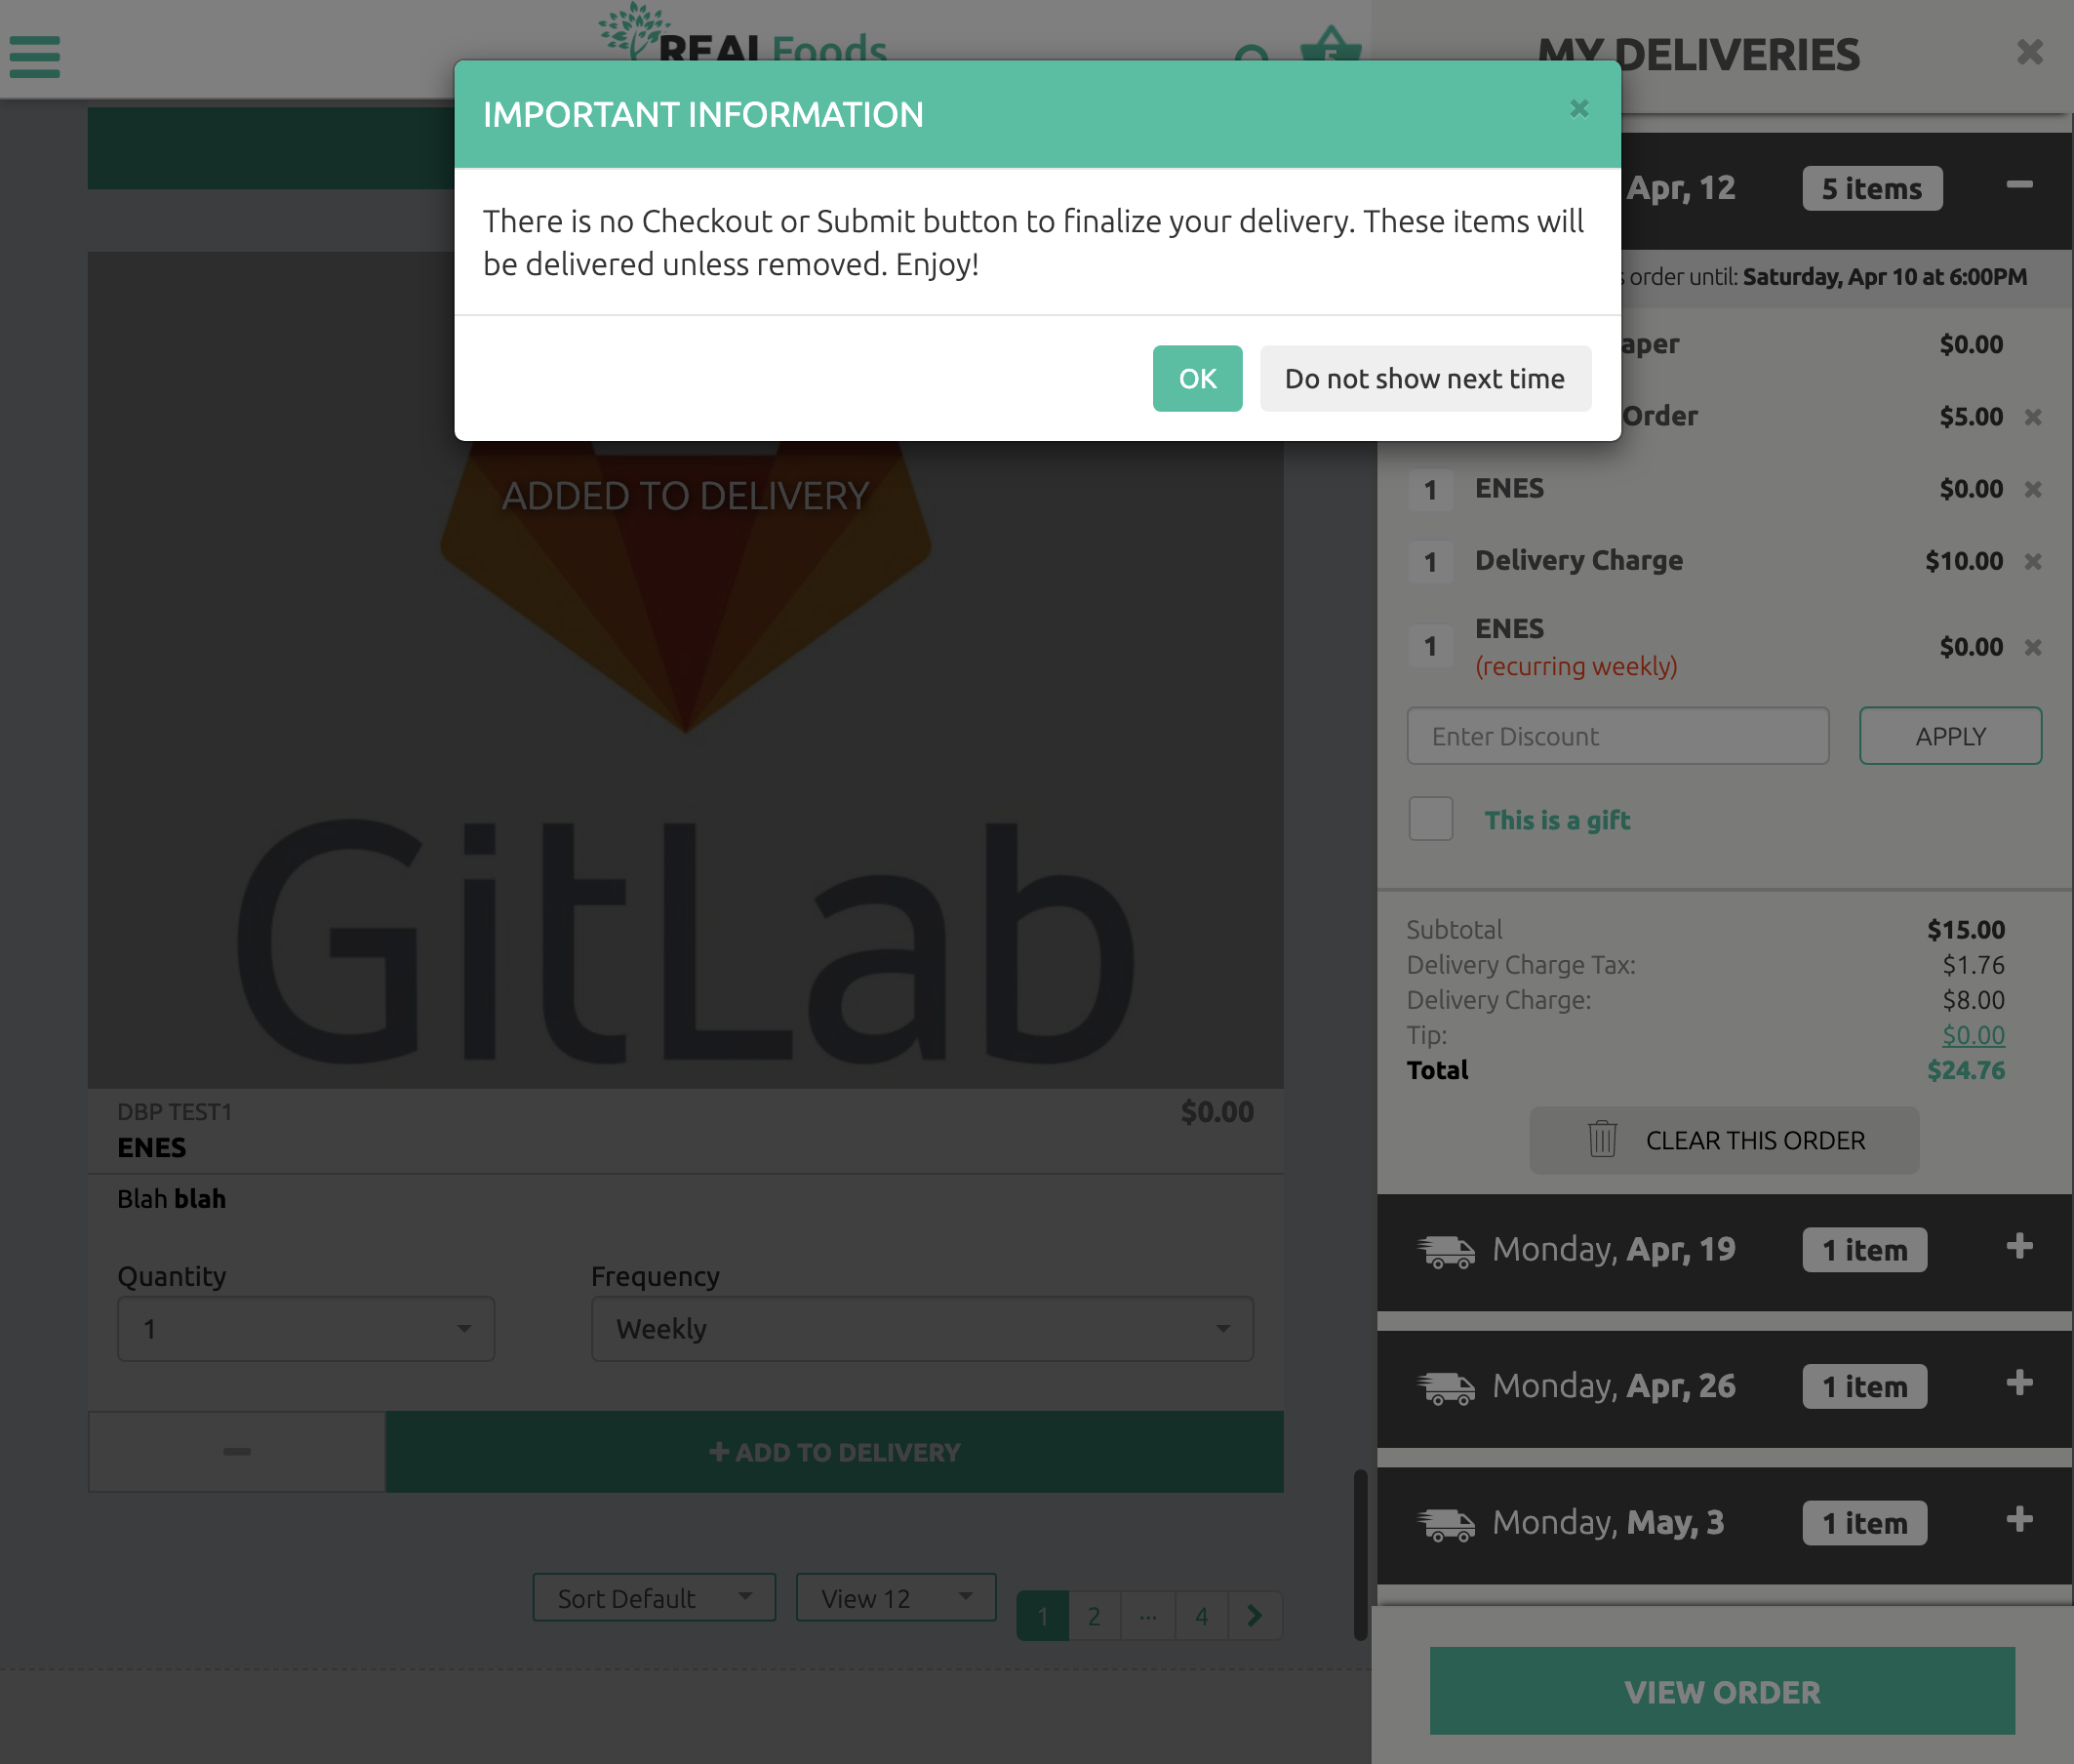 REAL Foods
5
MY DELIVERIES
IMPORTANT INFORMATION
There is no Checkout or Submit button to finalize your delivery. These items will
be delivered unless removed. Enjoy!
OK
Do not show next time
Apr, 12
5 items
order until: Saturday, Apr 10 at 6:00PM
$0.00
Order
$5.00
1
ENES
$0.00
1
Delivery Charge
$10.00
1
ENES
(recurring weekly)
$0.00
Enter Discount
APPLY
This is a gift
Subtotal
$15.00
Delivery Charge Tax:
$1.76
Delivery Charge:
$8.00
Tip:
$0.00
Total
$24.76
CLEAR THIS ORDER
Monday, Apr, 19
1 item
Monday, Apr, 26
1 item
Monday, May, 3
1 item
VIEW ORDER
ADDED TO DELIVERY
GitLab
DBP TEST1
$0.00
ENES
Blah blah
Quantity
Frequency
1
Weekly
+ ADD TO DELIVERY
Sort Default
View 12
1
2
...
4